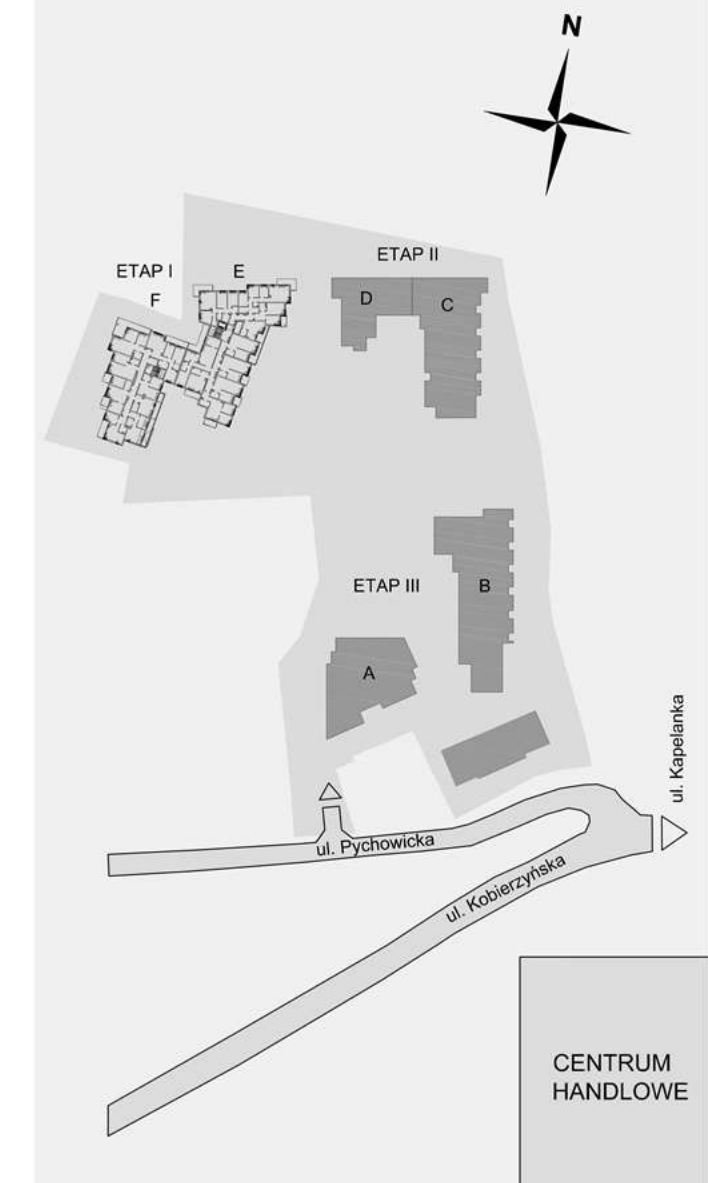 N
ETAP II
ETAP I
E
F
D
C
ETAP III
B
A
ul. Kapelanka
ul. Pychowicka
ul. Kobierzyńska
CENTRUM
HANDLOWE